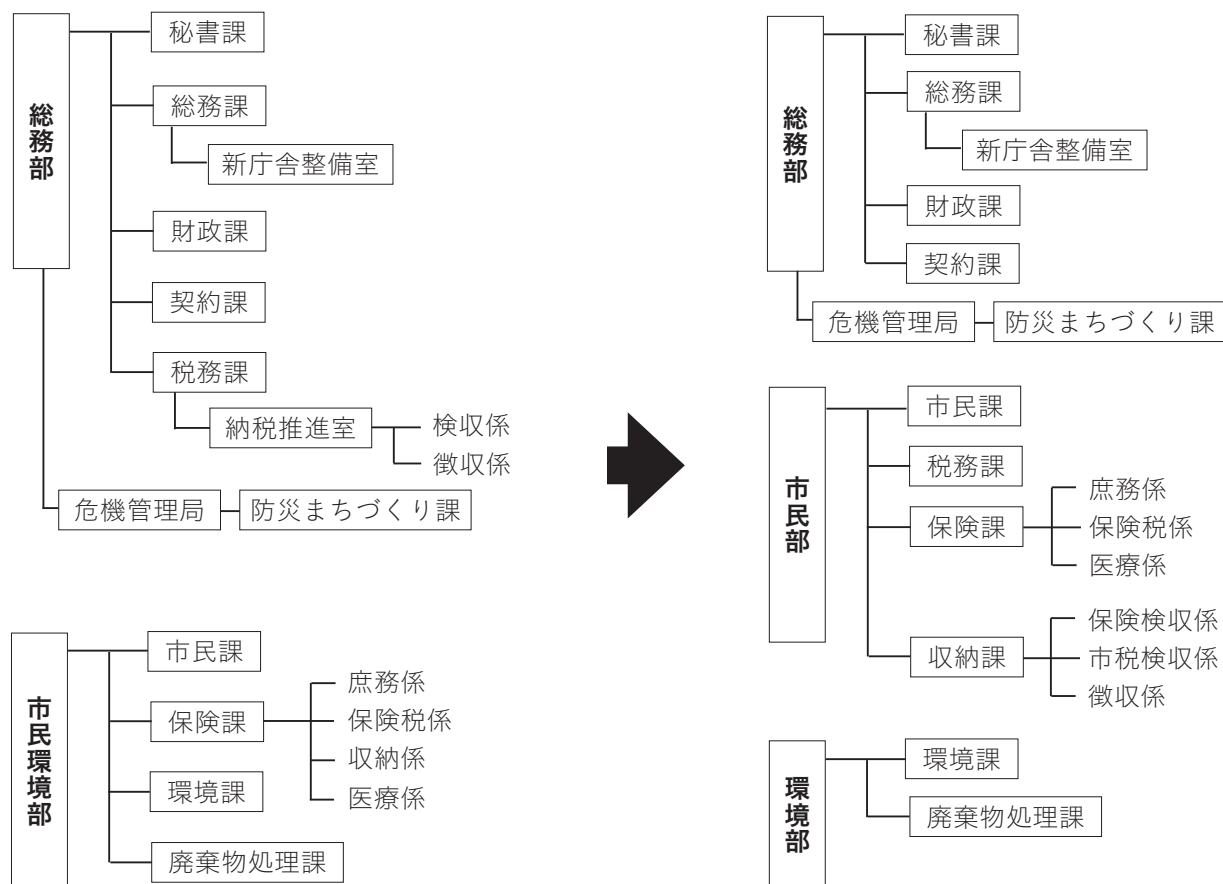 総務部
秘書課
総務課
新庁舎整備室
財政課
契約課
税務課
納税推進室
検収係
徴収係
危機管理局
防災まちづくり課
市民環境部
市民課
保険課
庶務係
保険税係
収納係
医療係
環境課
廃棄物処理課
総務部
秘書課
総務課
新庁舎整備室
財政課
契約課
危機管理局
防災まちづくり課
市民部
市民課
税務課
保険課
庶務係
保険税係
医療係
収納課
保険検収係
市税検収係
徴収係
環境部
環境課
廃棄物処理課